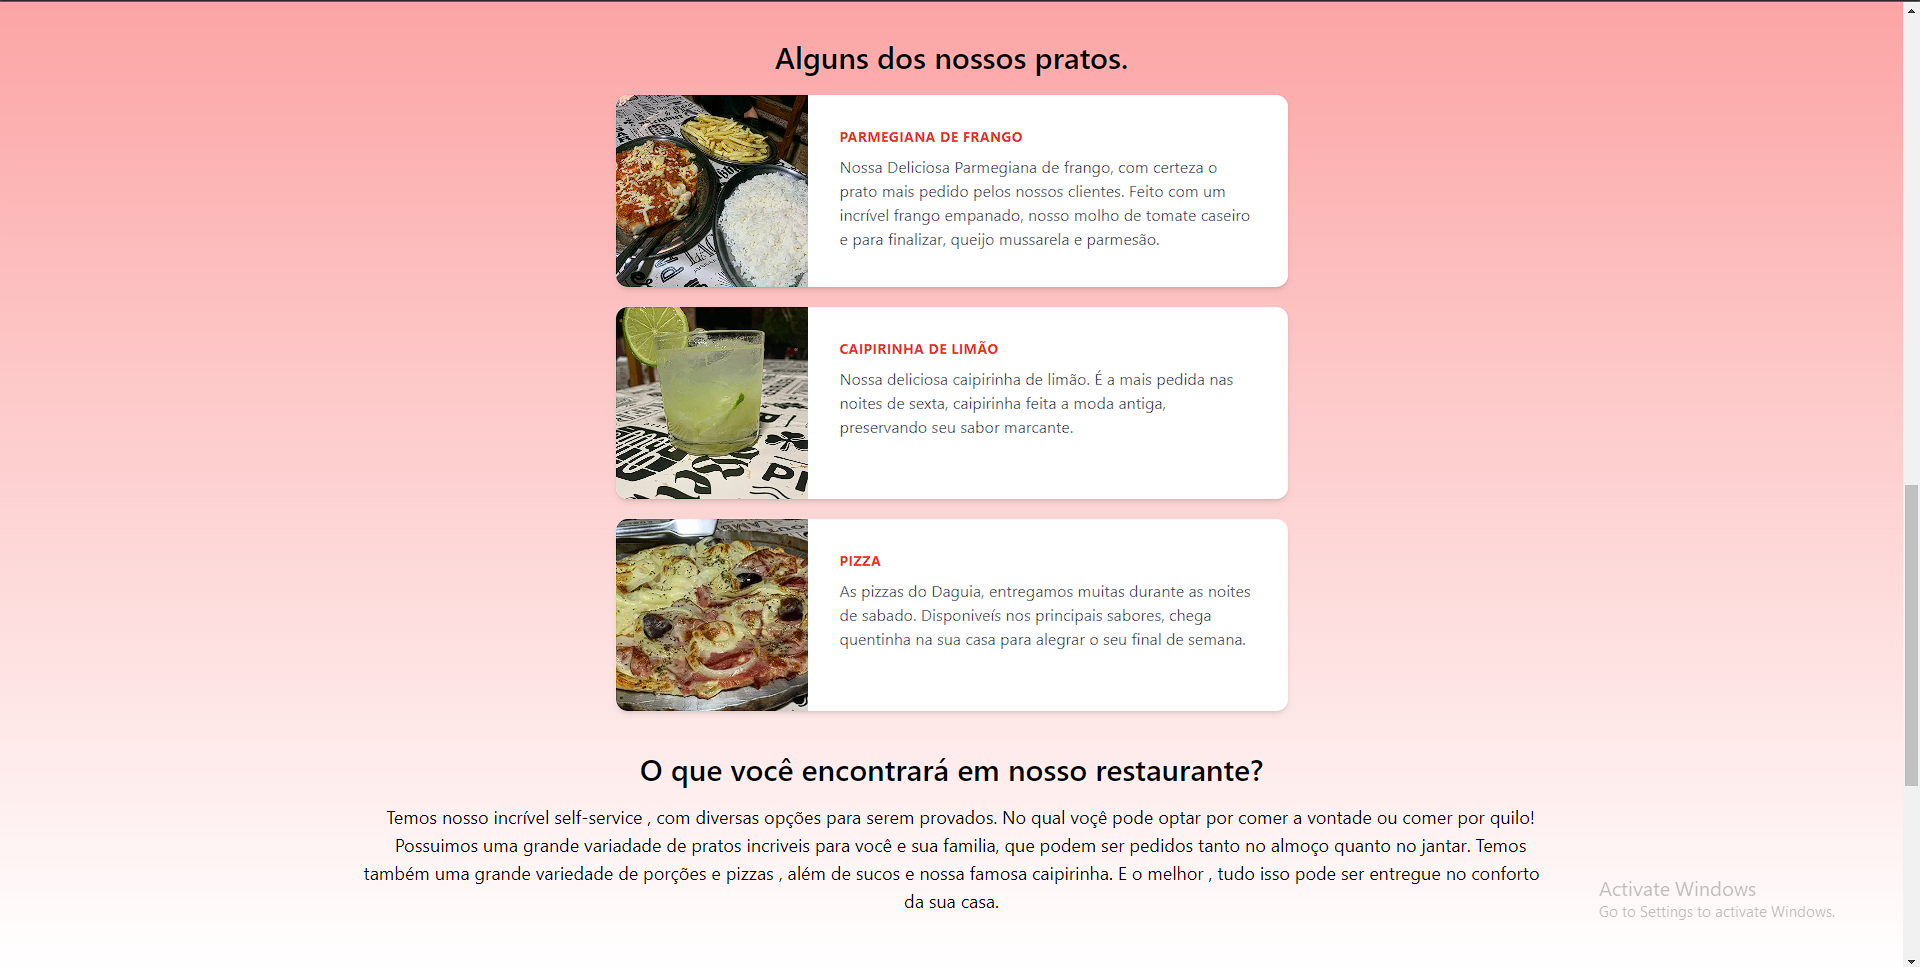 Alguns dos nossos pratos.
PARMEGIANA DE FRANGO
Nossa Deliciosa Parmegiana de frango, com certeza o
prato mais pedido pelos nossos clientes. Feito com um
incrível frango empanado, nosso molho de tomate caseiro
e para finalizar, queijo mussarela e parmesão.
CAIPIRINHA DE LIMÃO
Nossa deliciosa caipirinha de limão. É a mais pedida nas
noites de sexta, caipirinha feita a moda antiga,
preservando seu sabor marcante.
PIZZA
As pizzas do Daguia, entregamos muitas durante as noites
de sabado. Disponiveís nos principais sabores, chega
quentinha na sua casa para alegrar o seu final de semana.
O que você encontrará em nosso restaurante?
Temos nosso incrível self-service , com diversas opções para serem provados. No qual voçê pode optar por comer a vontade ou comer por quilo!
Possuimos uma grande variadade de pratos incriveis para você e sua familia, que podem ser pedidos tanto no almoço quanto no jantar. Temos
também uma grande variedade de porções e pizzas , além de sucos e nossa famosa caipirinha. E o melhor , tudo isso pode ser entregue no conforto
da sua casa.
Activate Windows
Go to Settings to activate Windows.